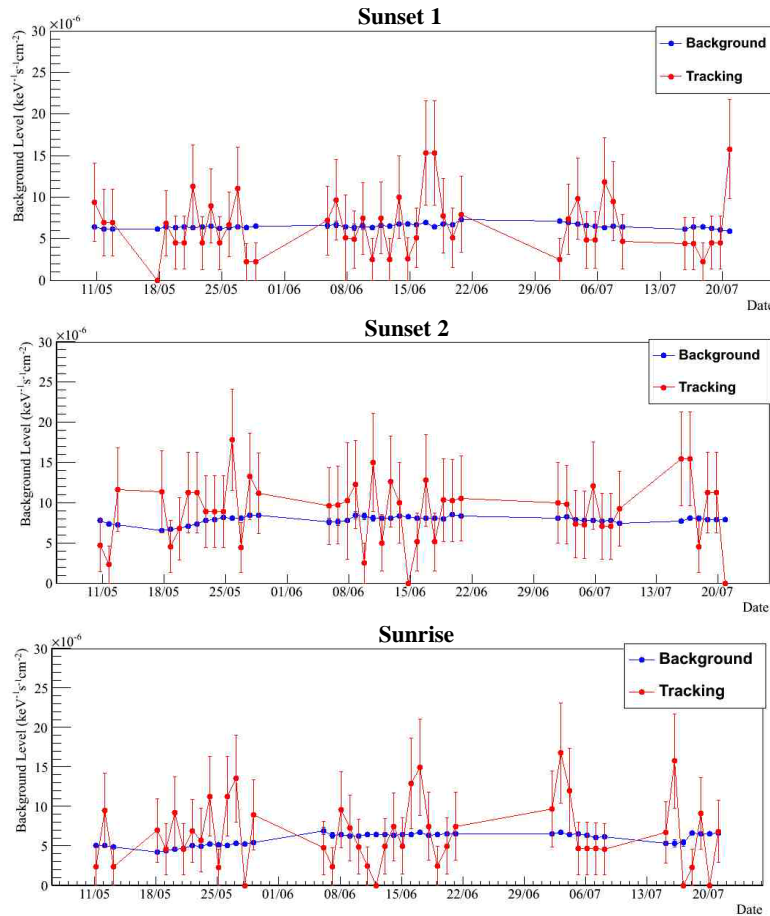 Sunset 1
×10⁻⁶
Background Level (keV⁻¹s⁻¹cm⁻²)
30
25
20
15
10
5
0
Background
Tracking
11/05 18/05 25/05 01/06 08/06 15/06 22/06 29/06 06/07 13/07 20/07
Date
Sunset 2
×10⁻⁶
Background Level (keV⁻¹s⁻¹cm⁻²)
30
25
20
15
10
5
0
Background
Tracking
11/05 18/05 25/05 01/06 08/06 15/06 22/06 29/06 06/07 13/07 20/07
Date
Sunrise
×10⁻⁶
Background Level (keV⁻¹s⁻¹cm⁻²)
30
25
20
15
10
5
0
Background
Tracking
11/05 18/05 25/05 01/06 08/06 15/06 22/06 29/06 06/07 13/07 20/07
Date